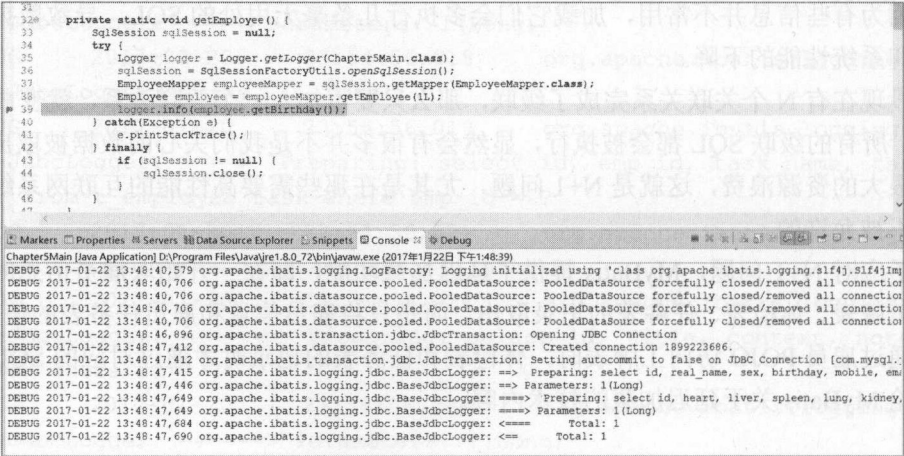 31
32 private static void getEmployee() {
33 SqlSession sqlSession = null;
34 try {
35 Logger logger = Logger.getLogger(Chapter5Main.class);
36 sqlSession = SqlSessionFactoryUtils.openSqlSession();
37 EmployeeMapper employeeMapper = sqlSession.getMapper(EmployeeMapper.class);
38 Employee employee = employeeMapper.getEmployee(1L);
39 logger.info(employee.getBirthday());
40 } catch(Exception e) {
41 e.printStackTrace();
42 } finally {
43 if (sqlSession != null) {
44 sqlSession.close();
45 }
46 }
47 }
Markers Properties Servers Data Source Explorer Snippets Console Debug
Chapter5Main [Java Application] D:\Program Files\Java\jre1.8.0_72\bin\javaw.exe (2017年1月22日 下午1:48:39)
DEBUG 2017-01-22 13:48:40,579 org.apache.ibatis.logging.LogFactory: Logging initialized using 'class org.apache.ibatis.logging.slf4j.Slf4jImp
DEBUG 2017-01-22 13:48:40,706 org.apache.ibatis.datasource.pooled.PooledDataSource: PooledDataSource forcefully closed/removed all connection
DEBUG 2017-01-22 13:48:40,706 org.apache.ibatis.datasource.pooled.PooledDataSource: PooledDataSource forcefully closed/removed all connection
DEBUG 2017-01-22 13:48:40,706 org.apache.ibatis.datasource.pooled.PooledDataSource: PooledDataSource forcefully closed/removed all connection
DEBUG 2017-01-22 13:48:40,706 org.apache.ibatis.datasource.pooled.PooledDataSource: PooledDataSource forcefully closed/removed all connection
DEBUG 2017-01-22 13:48:46,896 org.apache.ibatis.transaction.jdbc.JdbcTransaction: Opening JDBC Connection
DEBUG 2017-01-22 13:48:47,412 org.apache.ibatis.datasource.pooled.PooledDataSource: Created connection 1899223686.
DEBUG 2017-01-22 13:48:47,412 org.apache.ibatis.transaction.jdbc.JdbcTransaction: Setting autocommit to false on JDBC Connection [com.mysql.j
DEBUG 2017-01-22 13:48:47,415 org.apache.ibatis.logging.jdbc.BaseJdbcLogger: ==> Preparing: select id, real_name, sex, birthday, mobile, ema
DEBUG 2017-01-22 13:48:47,446 org.apache.ibatis.logging.jdbc.BaseJdbcLogger: ==> Parameters: 1(Long)
DEBUG 2017-01-22 13:48:47,649 org.apache.ibatis.logging.jdbc.BaseJdbcLogger: ====> Preparing: select id, heart, liver, spleen, lung, kidney,
DEBUG 2017-01-22 13:48:47,649 org.apache.ibatis.logging.jdbc.BaseJdbcLogger: ====> Parameters: 1(Long)
DEBUG 2017-01-22 13:48:47,684 org.apache.ibatis.logging.jdbc.BaseJdbcLogger: <==== Total: 1
DEBUG 2017-01-22 13:48:47,690 org.apache.ibatis.logging.jdbc.BaseJdbcLogger: <== Total: 1